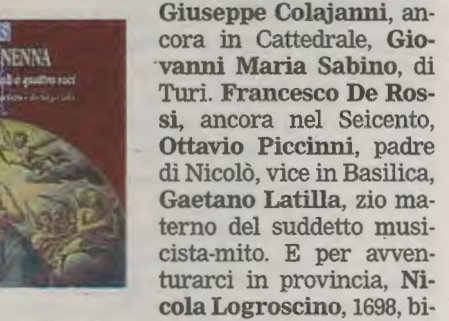 NENNA
a quattro voci
Giuseppe Colajanni, an-
cora in Cattedrale, Gio-
vanni Maria Sabino, di
Turi. Francesco De Ros-
si, ancora nel Seicento,
Ottavio Piccinni, padre
di Nicolò, vice in Basilica,
Gaetano Latilla, zio ma-
terno del suddetto musi-
cista-mito. E per avven-
turarci in provincia, Ni-
cola Logroscino, 1698, bi-